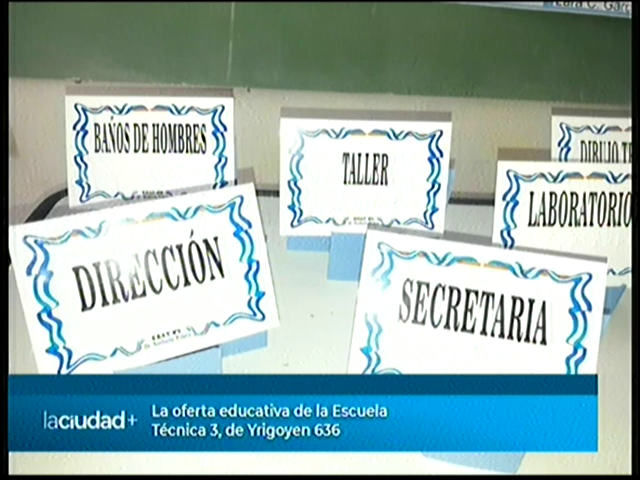 BAÑOS DE HOMBRES
TALLER
DIBUJO
LABORATORIO
DIRECCIÓN
SECRETARIA
laciudad+
La oferta educativa de la Escuela
Técnica 3, de Yrigoyen 636